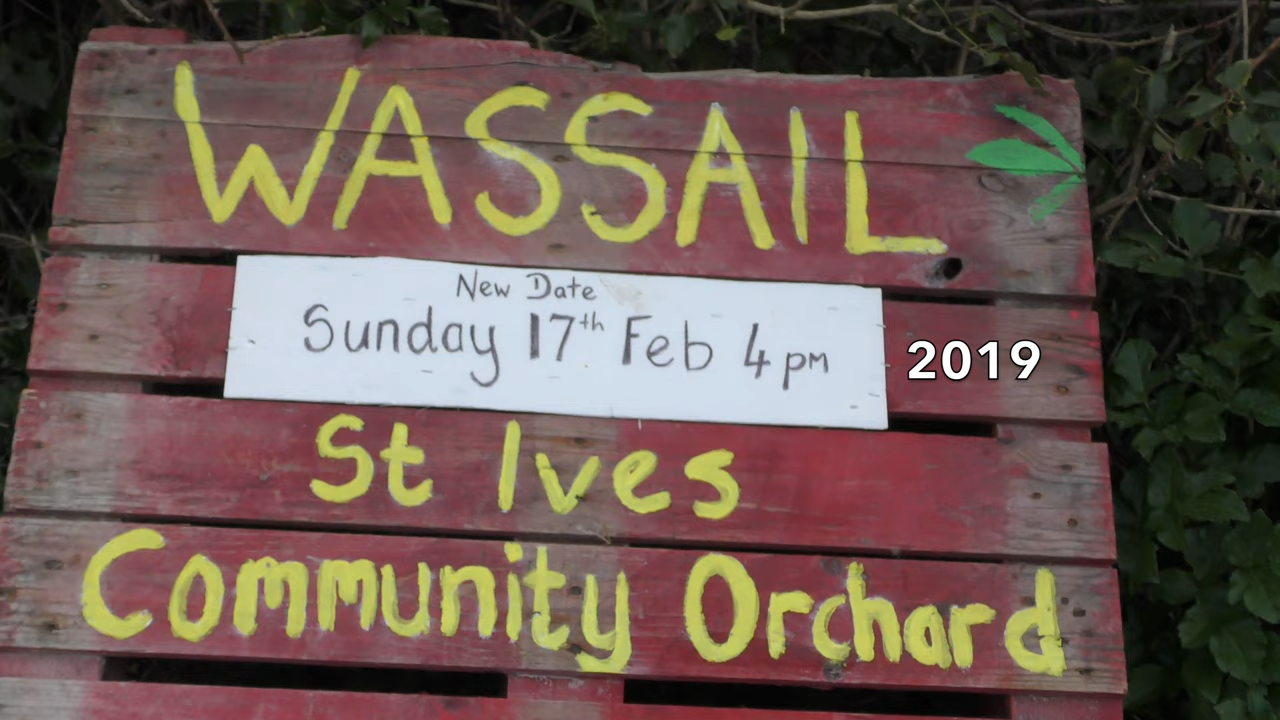 WASSAIL
New Date
Sunday 17th Feb 4pm
2019
St Ives
Community Orchard